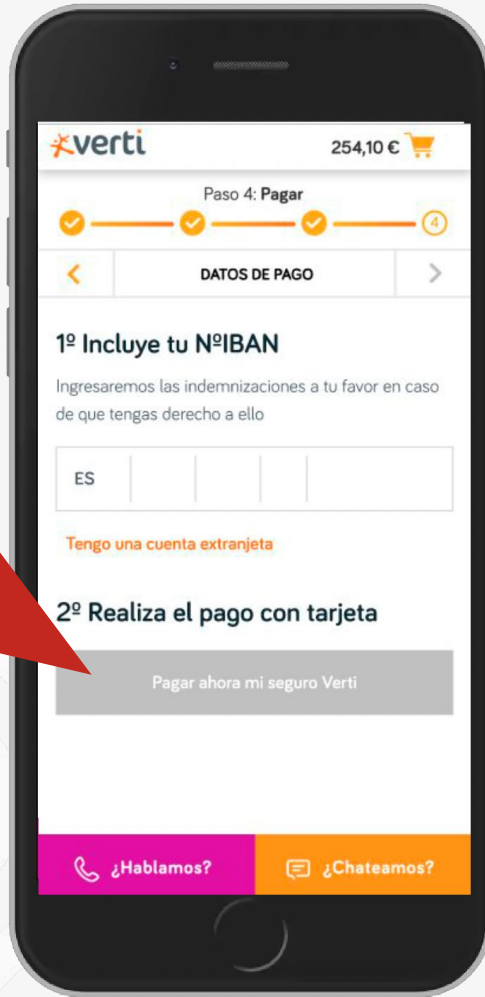 verti
254,10 €
Paso 4: Pagar
4
DATOS DE PAGO
1º Incluye tu NºIBAN
Ingresaremos las indemnizaciones a tu favor en caso
de que tengas derecho a ello
ES
Tengo una cuenta extranjeta
2º Realiza el pago con tarjeta
Pagar ahora mi seguro Verti
¿Hablamos?
¿Chateamos?